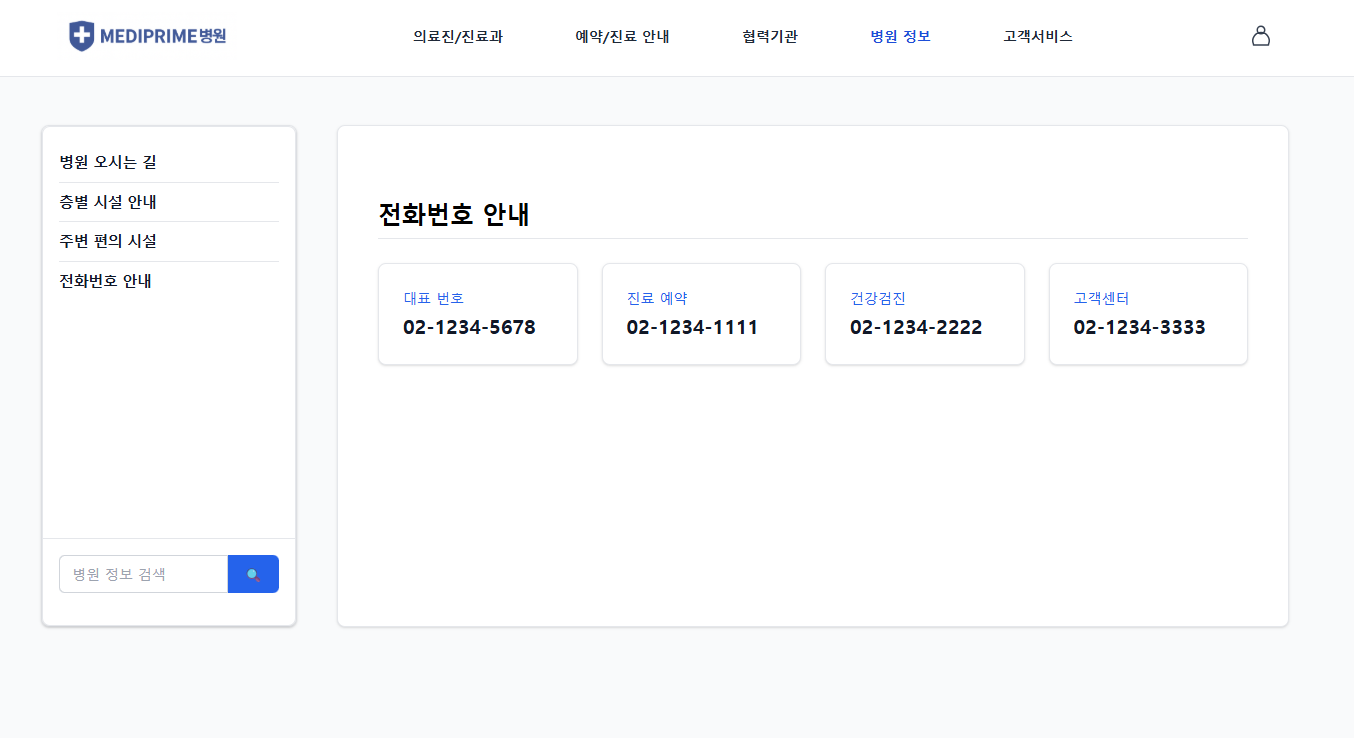 MEDIPRIME병원
의료진/진료과
예약/진료 안내
협력기관
병원 정보
고객서비스
병원 오시는 길
층별 시설 안내
주변 편의 시설
전화번호 안내
병원 정보 검색
전화번호 안내
대표 번호
02-1234-5678
진료 예약
02-1234-1111
건강검진
02-1234-2222
고객센터
02-1234-3333